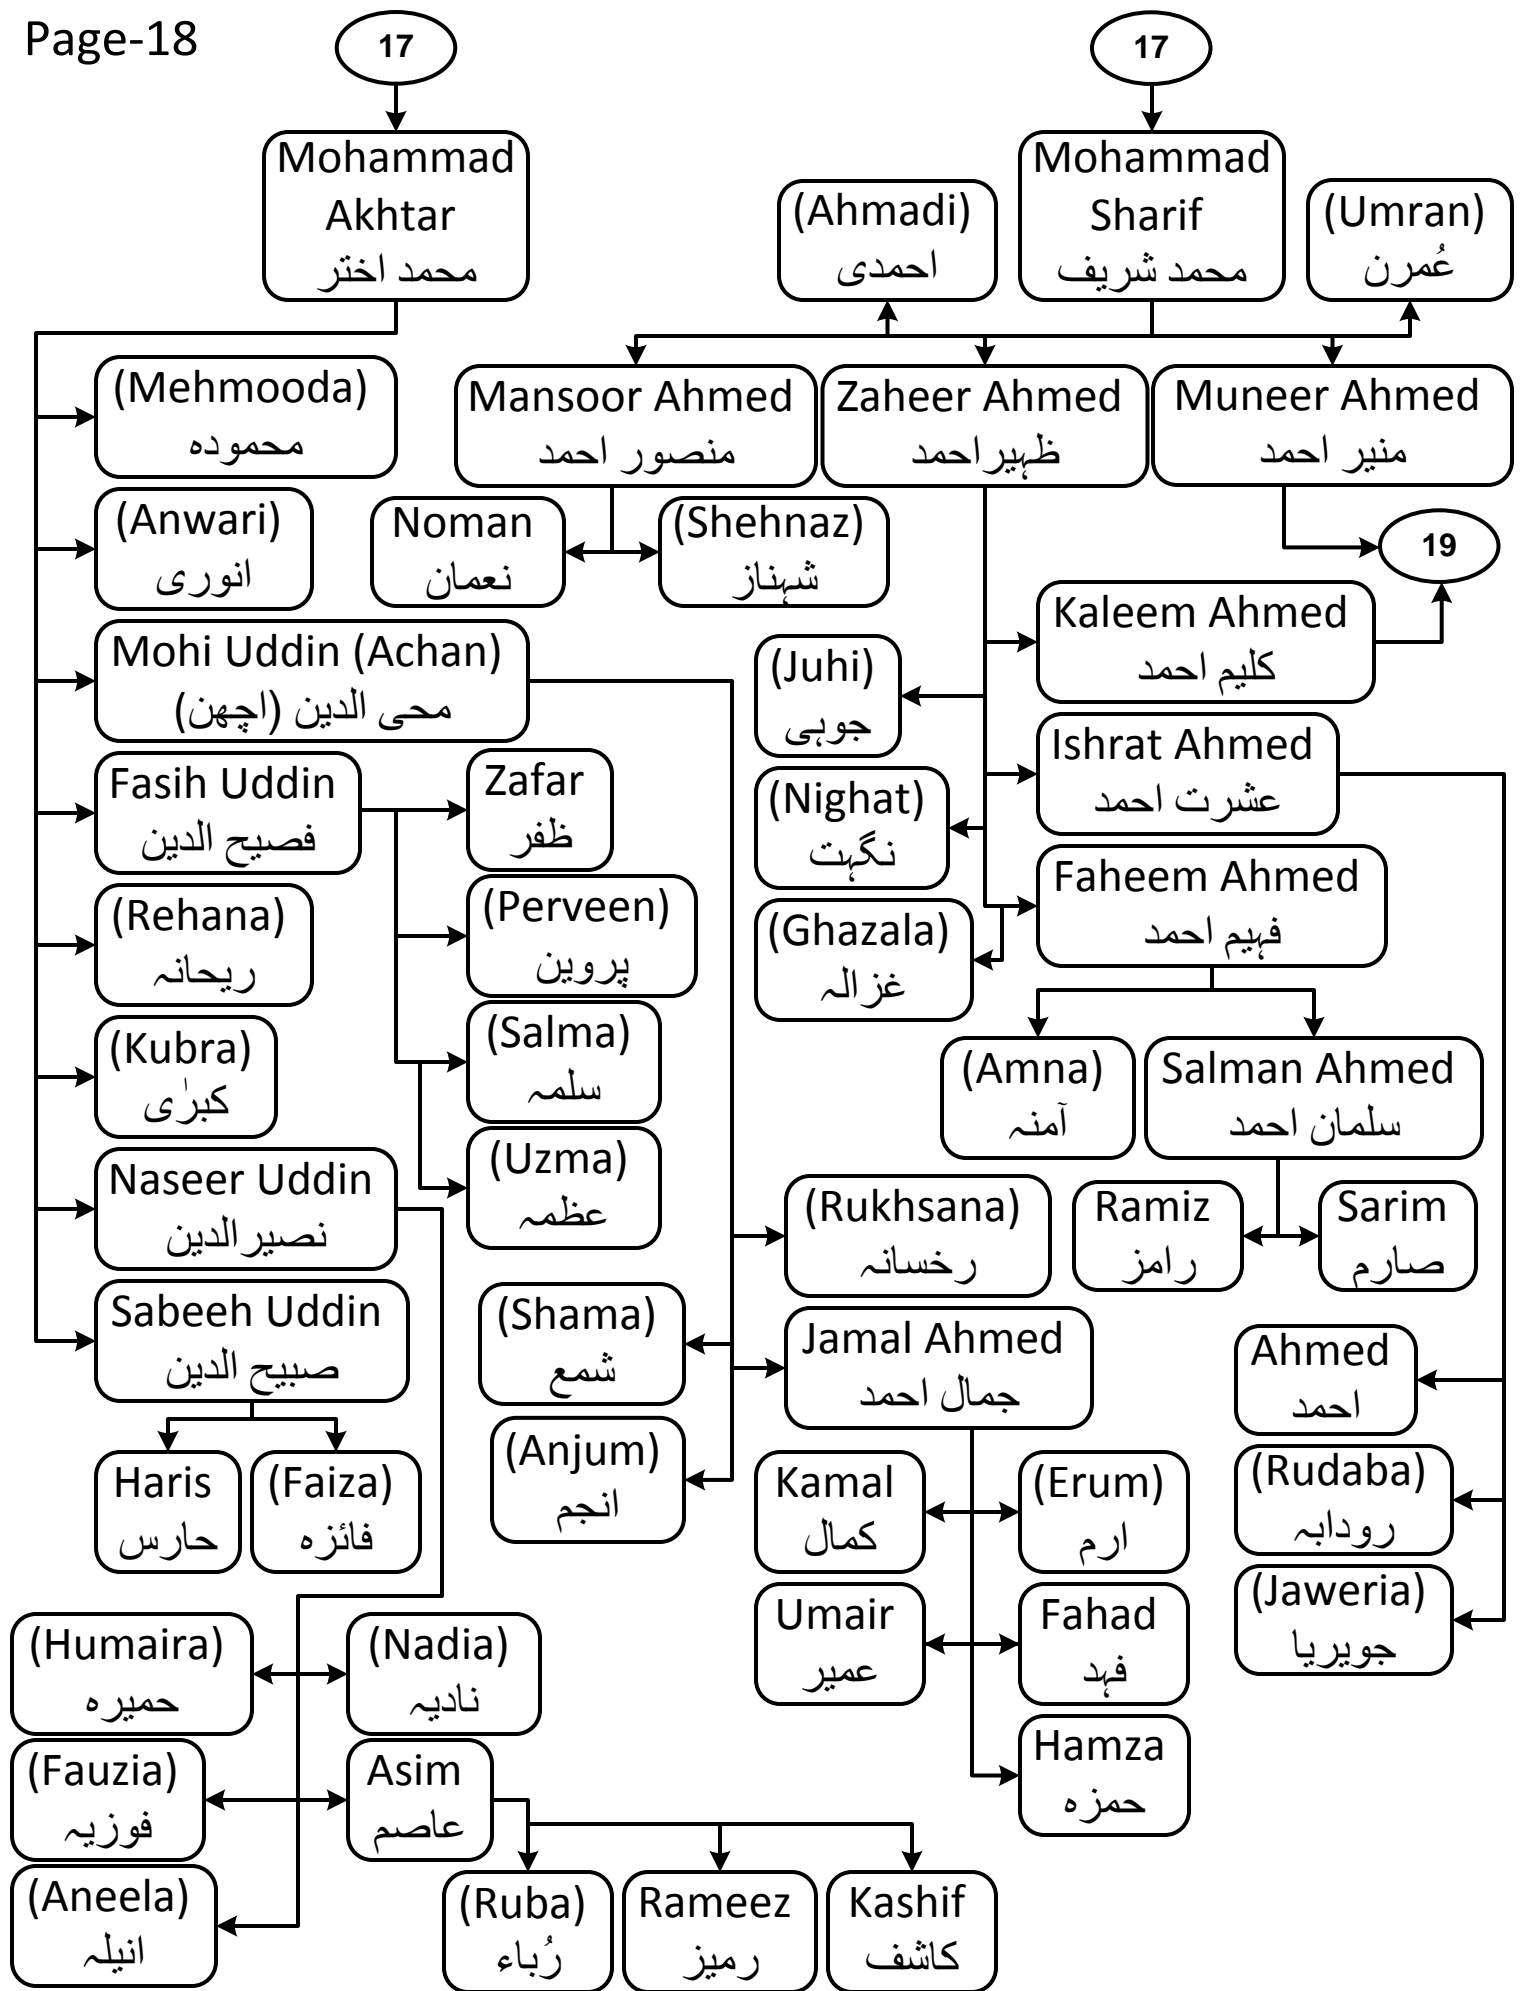 Page-18
17
17
Mohammad
Akhtar
محمد اختر
(Ahmadi)
احمدی
Mohammad
Sharif
محمد شریف
(Umran)
عُمرن
(Mehmooda)
محمودہ
Mansoor Ahmed
منصور احمد
Zaheer Ahmed
ظہیراحمد
Muneer Ahmed
منیر احمد
(Anwari)
انوری
Noman
نعمان
(Shehnaz)
شہناز
19
Kaleem Ahmed
کلیم احمد
Mohi Uddin (Achan)
محی الدین (اچھن)
(Juhi)
جوہی
Ishrat Ahmed
عشرت احمد
Fasih Uddin
فصیح الدین
Zafar
ظفر
(Nighat)
نگہت
Faheem Ahmed
فہیم احمد
(Rehana)
ریحانہ
(Perveen)
پروین
(Ghazala)
غزالہ
(Kubra)
کبرٰی
(Salma)
سلمہ
(Amna)
آمنہ
Salman Ahmed
سلمان احمد
Naseer Uddin
نصیرالدین
(Uzma)
عظمہ
(Rukhsana)
رخسانہ
Ramiz
رامز
Sarim
صارم
Sabeeh Uddin
صبیح الدین
(Shama)
شمع
Jamal Ahmed
جمال احمد
Ahmed
احمد
Haris
حارس
(Faiza)
فائزہ
(Anjum)
انجم
Kamal
کمال
(Erum)
ارم
(Rudaba)
رودابہ
Umair
عمیر
Fahad
فہد
(Jaweria)
جویریا
(Humaira)
حمیرہ
(Nadia)
نادیہ
Hamza
حمزہ
(Fauzia)
فوزیہ
Asim
عاصم
(Aneela)
انیلہ
(Ruba)
رُباء
Rameez
رمیز
Kashif
کاشف